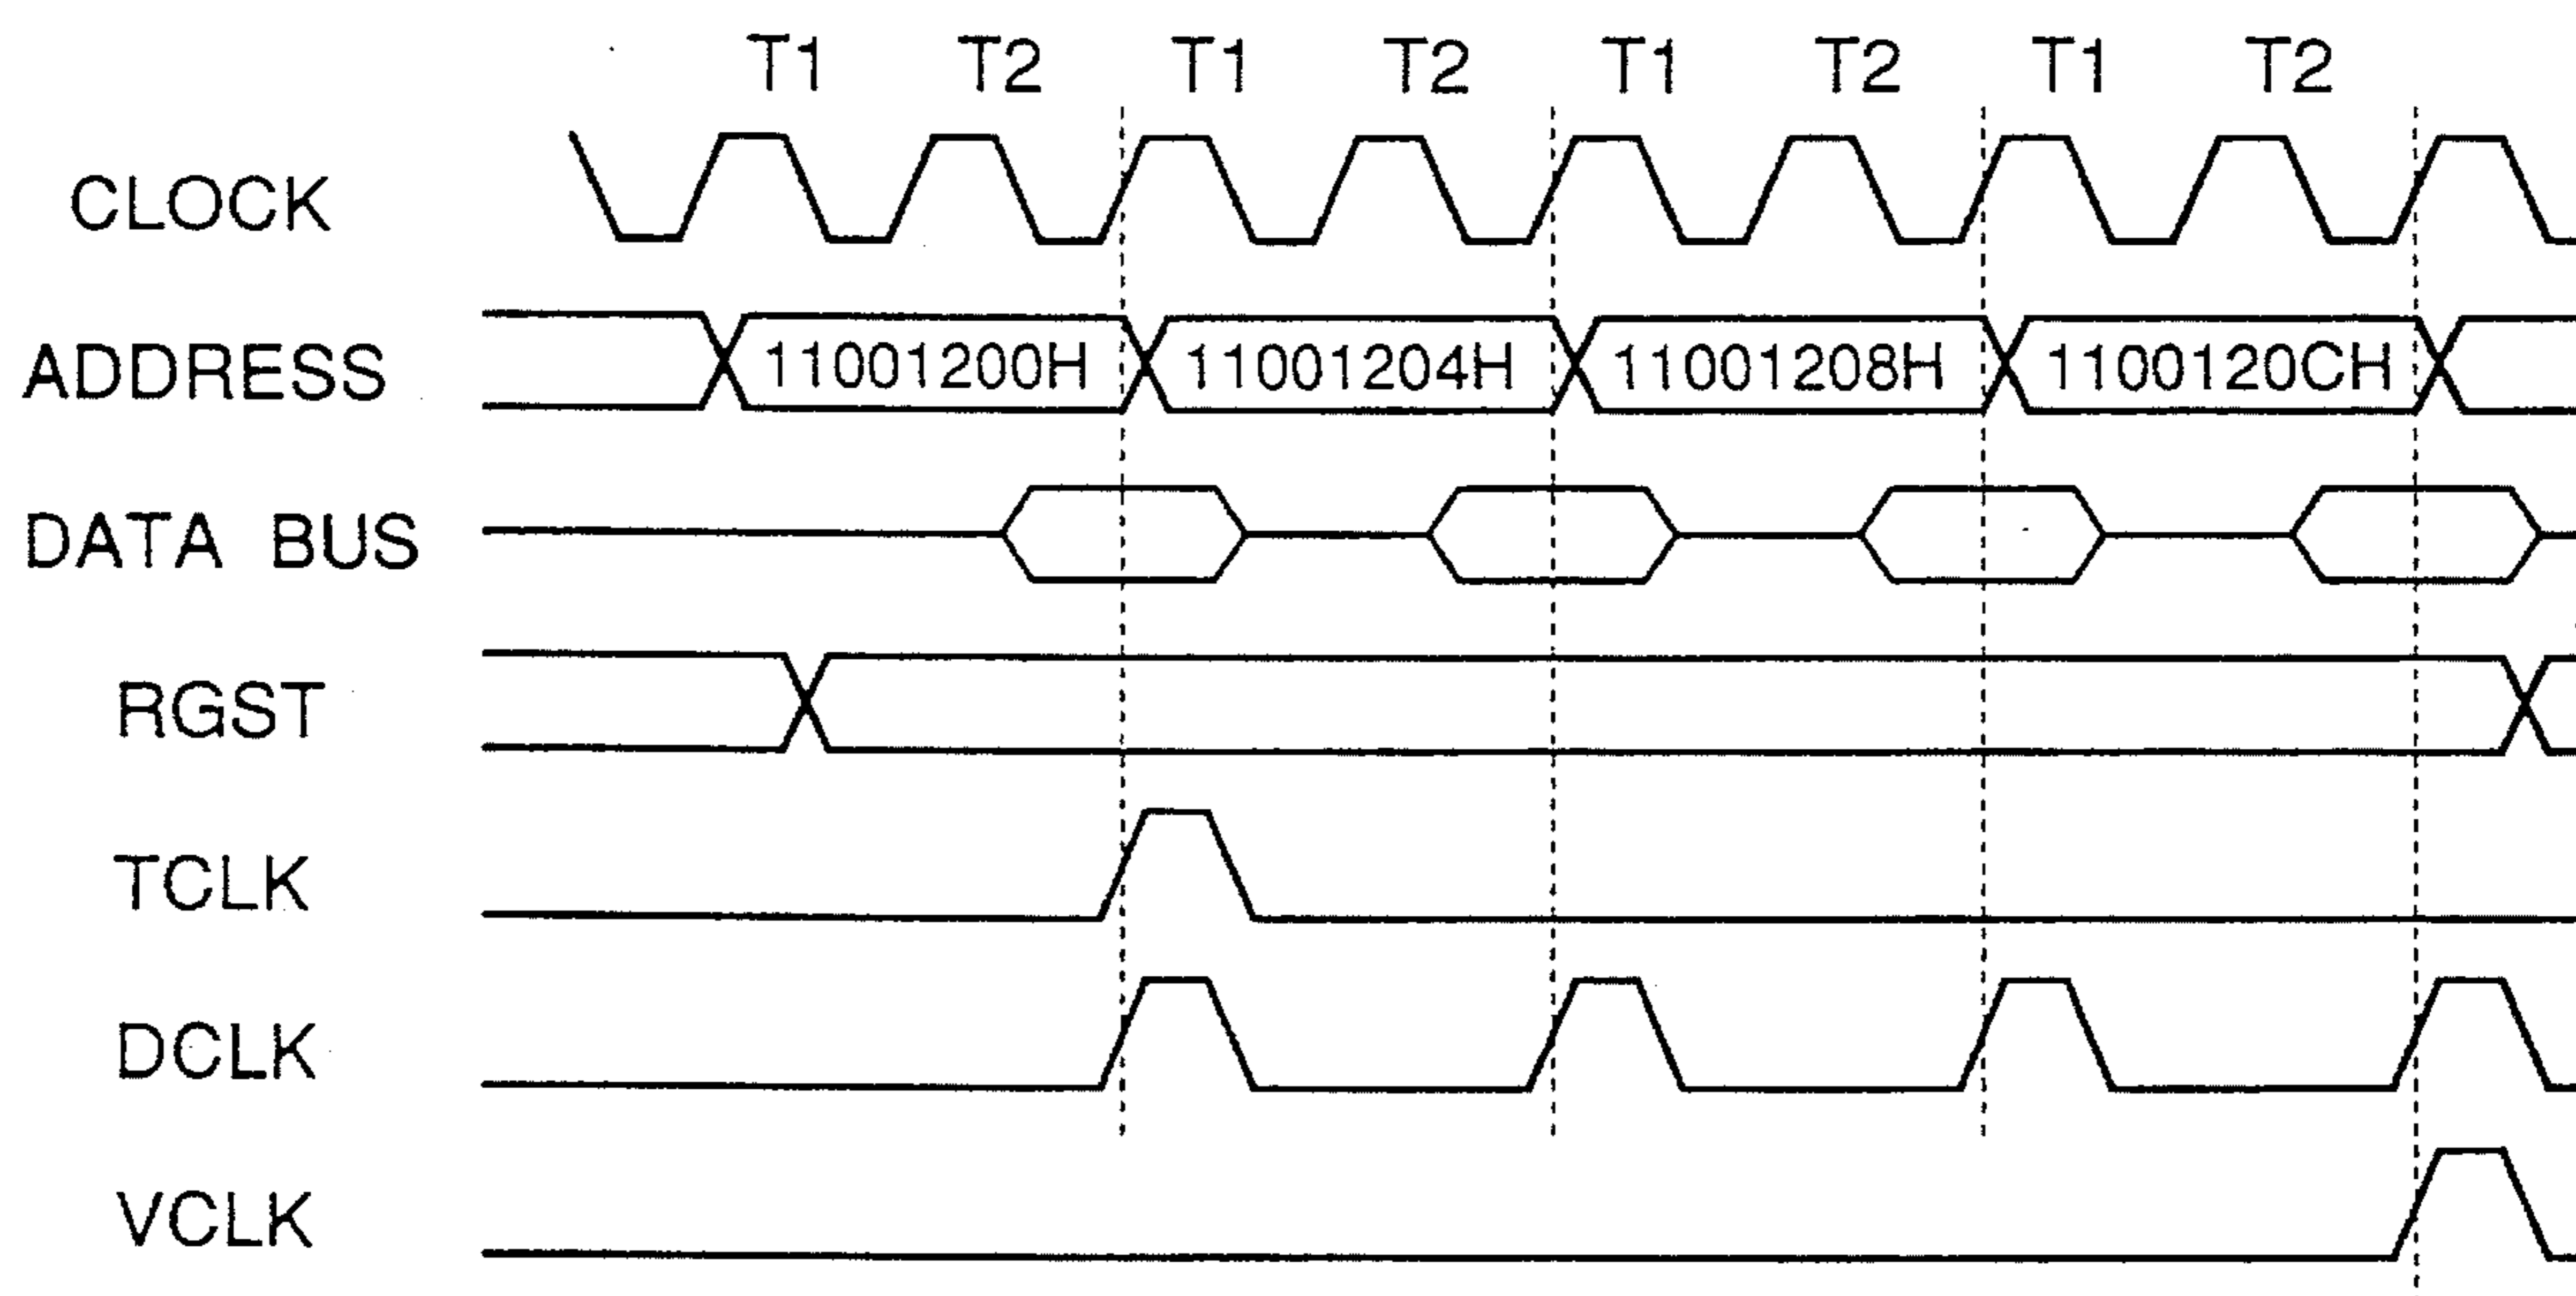 T1 T2 T1 T2 T1 T2 T1 T2
CLOCK
ADDRESS 11001200H 11001204H 11001208H 1100120CH
DATA BUS
RGST
TCLK
DCLK
VCLK